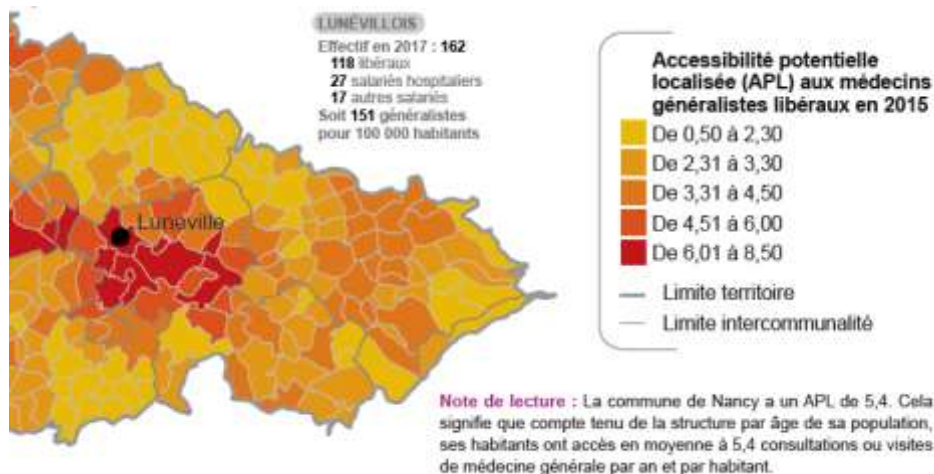 LUNÉVILLOIS
Effectif en 2017 : 162
118 libéraux
27 salariés hospitaliers
17 autres salariés
Soit 151 généralistes
pour 100 000 habitants
Lunéville
Accessibilité potentielle
localisée (APL) aux médecins
généralistes libéraux en 2015
De 0,50 à 2,30
De 2,31 à 3,30
De 3,31 à 4,50
De 4,51 à 6,00
De 6,01 à 8,50
Limite territoire
Limite intercommunalité
Note de lecture : La commune de Nancy a un APL de 5,4. Cela
signifie que compte tenu de la structure par âge de sa population,
ses habitants ont accès en moyenne à 5,4 consultations ou visites
de médecine générale par an et par habitant.